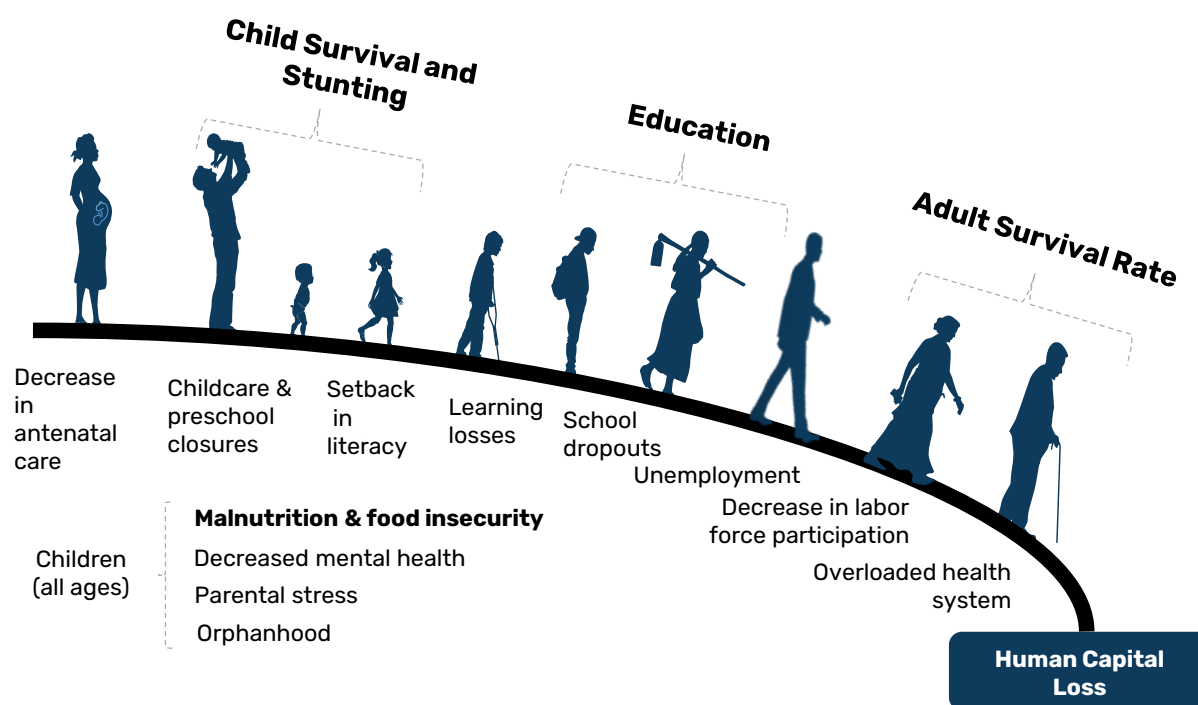 Child Survival and
Stunting
Education
Adult Survival Rate
Decrease
in
antenatal
care
Childcare &
preschool
closures
Setback
in
literacy
Learning
losses
School
dropouts
Unemployment
Decrease in labor
force participation
Overloaded health
system
Children
(all ages)
Malnutrition & food insecurity
Decreased mental health
Parental stress
Orphanhood
Human Capital
Loss